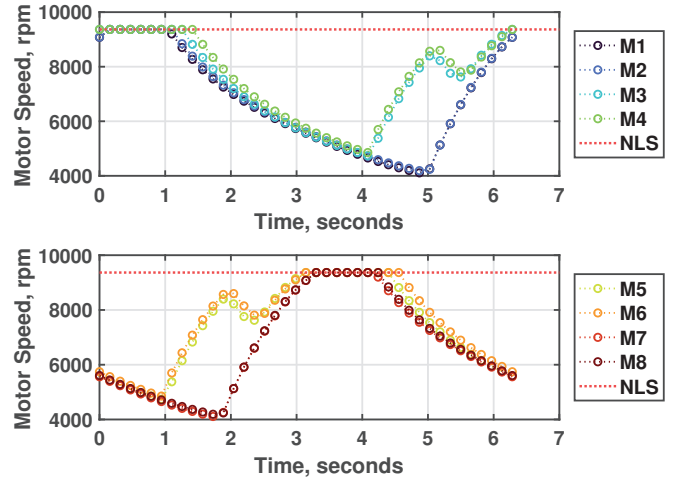 10000
8000
6000
4000
Motor Speed, rpm
0 1 2 3 4 5 6 7
Time, seconds
M1
M2
M3
M4
NLS
10000
8000
6000
4000
Motor Speed, rpm
0 1 2 3 4 5 6 7
Time, seconds
M5
M6
M7
M8
NLS